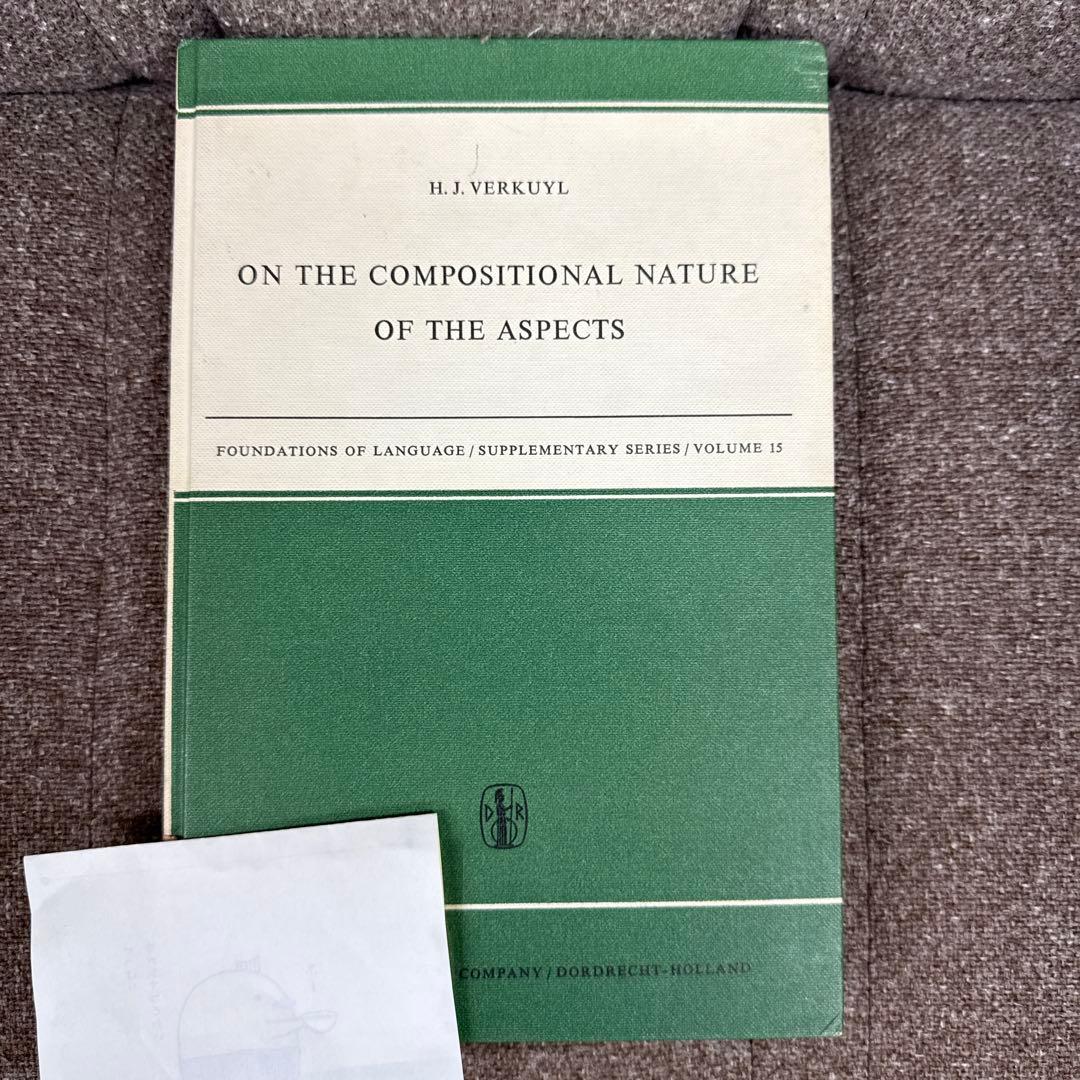 H. J. VERKUYL
ON THE COMPOSITIONAL NATURE
OF THE ASPECTS
FOUNDATIONS OF LANGUAGE / SUPPLEMENTARY SERIES / VOLUME 15
D R
COMPANY / DORDRECHT-HOLLAND